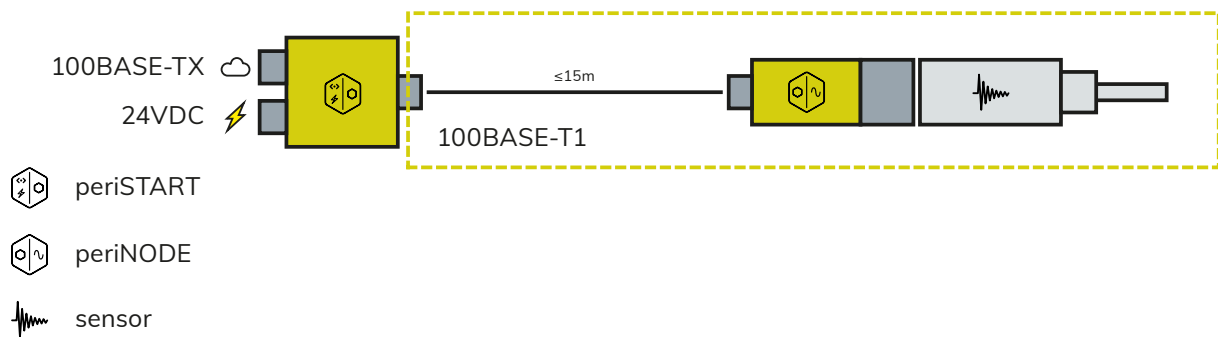 100BASE-TX
24VDC
≤15m
100BASE-T1
periSTART
periNODE
sensor